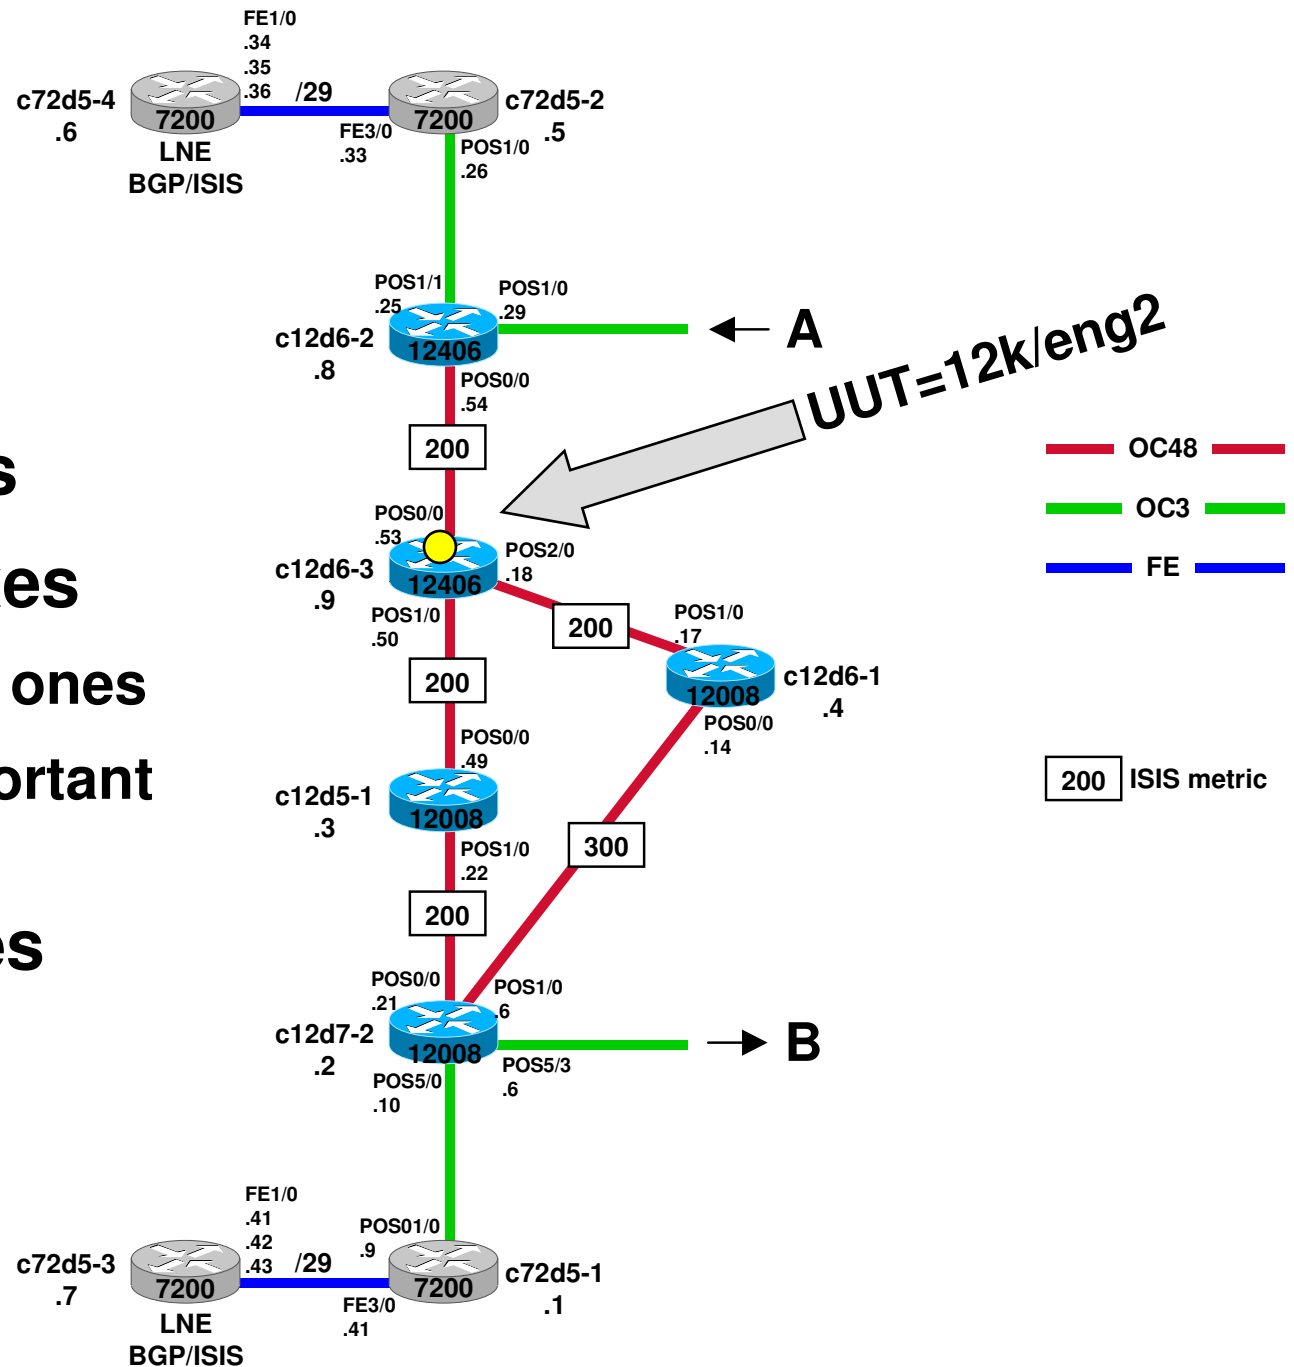 FE1/0
.34
.35
.36
/29
c72d5-4
.6
7200
LNE
BGP/ISIS
FE3/0
.33
7200
c72d5-2
.5
POS1/0
.26
POS1/1
.25
POS1/0
.29
c12d6-2
.8
12406
A
POS0/0
.54
200
UUT=12k/eng2
OC48
OC3
FE
s
POS0/0
.53
c12d6-3
.9
12406
POS2/0
.18
xes
POS1/0
.50
200
POS1/0
.17
12008
c12d6-1
.4
POS0/0
.14
200
ones
ortant
POS0/0
.49
c12d5-1
.3
12008
200
ISIS metric
POS1/0
.22
300
200
es
POS0/0
.21
POS1/0
.6
c12d7-2
.2
12008
B
POS5/3
.6
POS5/0
.10
FE1/0
.41
.42
.43
/29
POS01/0
.9
c72d5-3
.7
7200
LNE
BGP/ISIS
FE3/0
.41
7200
c72d5-1
.1